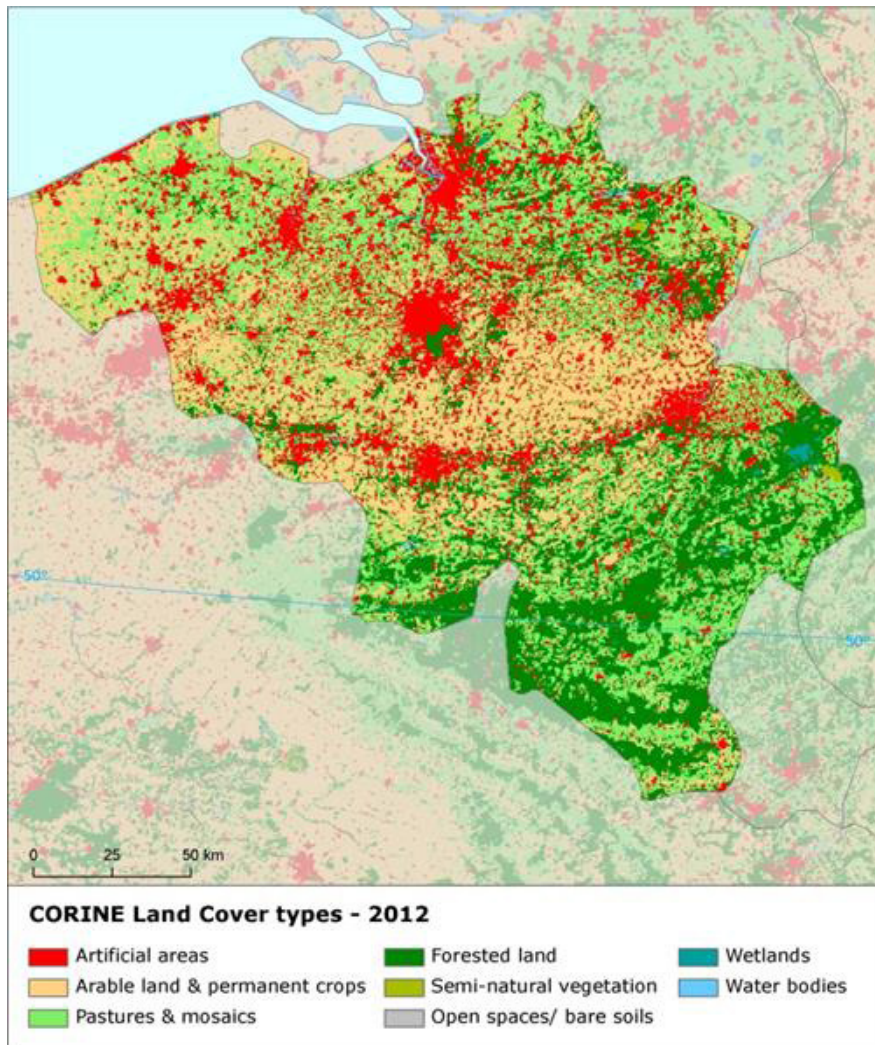 50°
50°
0 25 50 km
CORINE Land Cover types - 2012
Artificial areas
Forested land
Wetlands
Arable land & permanent crops
Semi-natural vegetation
Water bodies
Pastures & mosaics
Open spaces/ bare soils